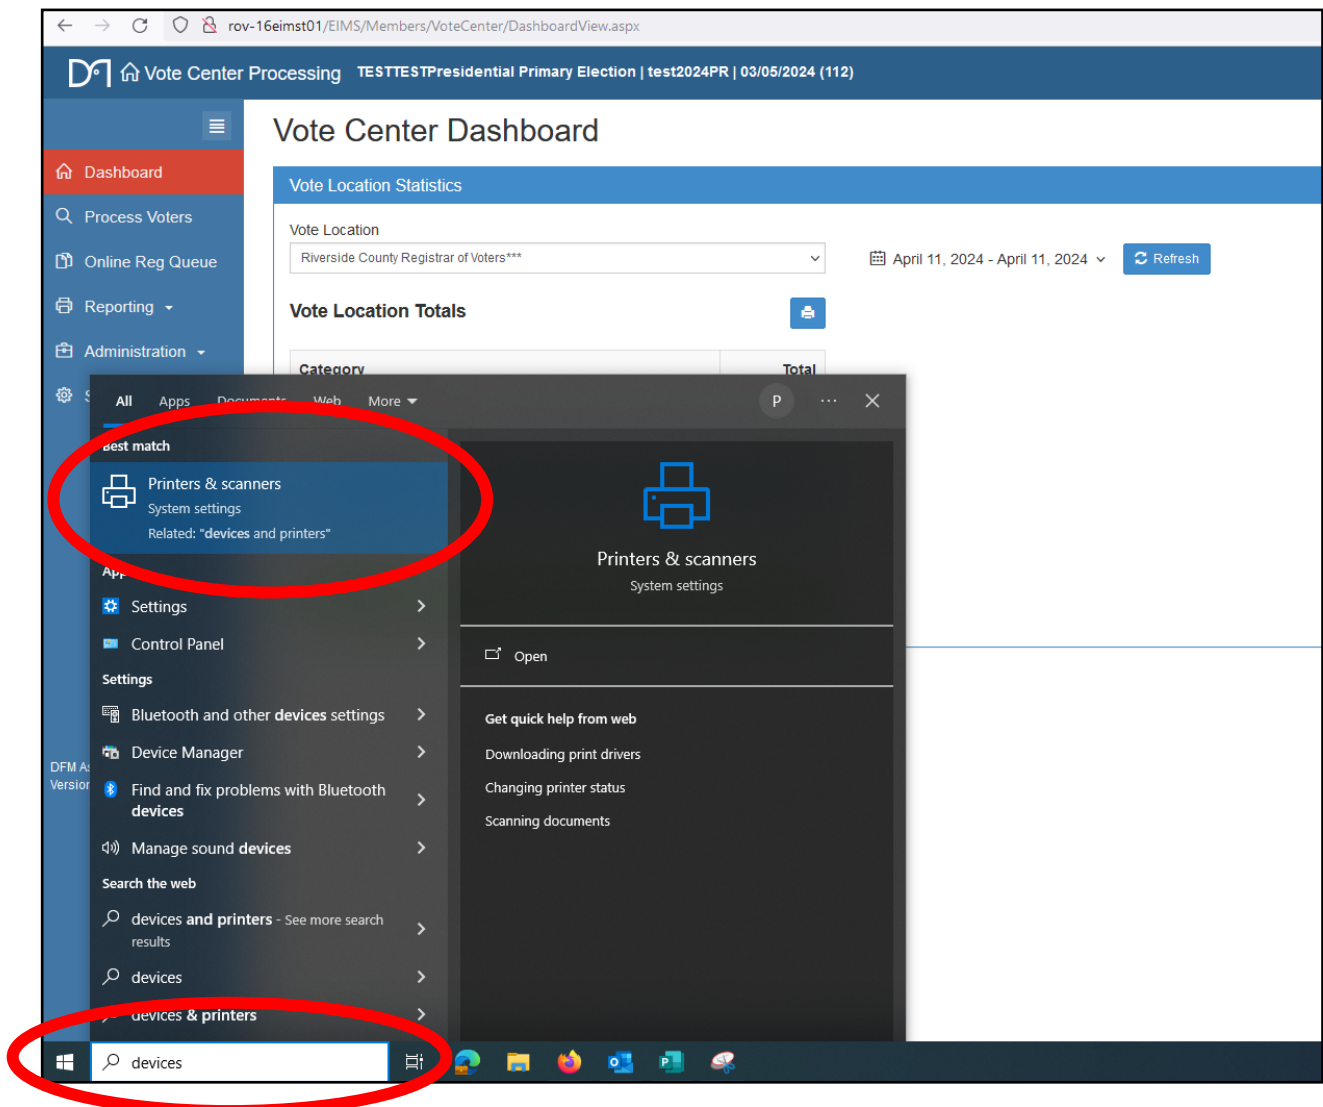 rov-16eimst01/EIMS/Members/VoteCenter/DashboardView.aspx
Vote Center Processing TESTTESTPresidential Primary Election | test2024PR | 03/05/2024 (112)
Vote Center Dashboard
Dashboard
Process Voters
Online Reg Queue
Reporting
Administration
Vote Location Statistics
Vote Location
Riverside County Registrar of Voters***
April 11, 2024 - April 11, 2024
Refresh
Vote Location Totals
Category Total
All Apps Documents Web More
P
Best match
Printers & scanners
System settings
Related: "devices and printers"
Settings
Control Panel
Settings
Bluetooth and other devices settings
Device Manager
Find and fix problems with Bluetooth
devices
Manage sound devices
Search the web
devices and printers - See more search
results
devices
devices & printers
Printers & scanners
System settings
Open
Get quick help from web
Downloading print drivers
Changing printer status
Scanning documents
DFM
Version
devices